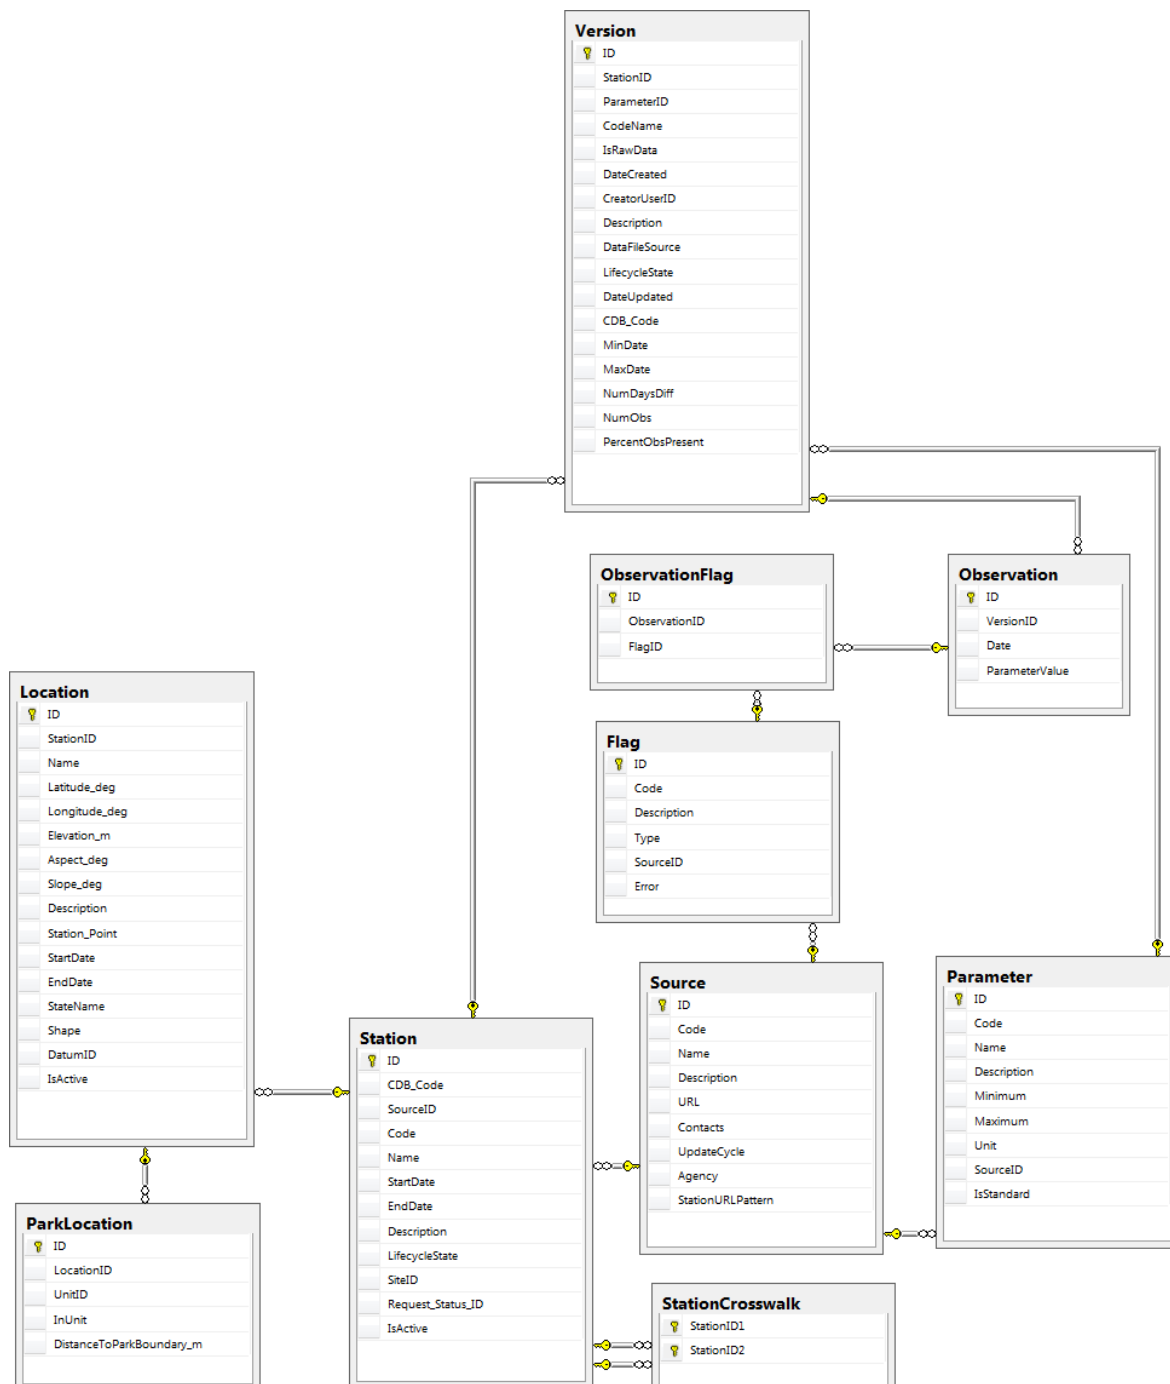 Version
ID
StationID
ParameterID
CodeName
IsRawData
DateCreated
CreatorUserID
Description
DataFileSource
LifecycleState
DateUpdated
CDB_Code
MinDate
MaxDate
NumDaysDiff
NumObs
PercentObsPresent
ObservationFlag
ID
ObservationID
FlagID
Observation
ID
VersionID
Date
ParameterValue
Location
ID
StationID
Name
Latitude_deg
Longitude_deg
Elevation_m
Aspect_deg
Slope_deg
Description
Station_Point
StartDate
EndDate
StateName
Shape
DatumID
IsActive
Flag
ID
Code
Description
Type
SourceID
Error
Source
ID
Code
Name
Description
URL
Contacts
UpdateCycle
Agency
StationURLPattern
Parameter
ID
Code
Name
Description
Minimum
Maximum
Unit
SourceID
IsStandard
Station
ID
CDB_Code
SourceID
Code
Name
StartDate
EndDate
Description
LifecycleState
SiteID
Request_Status_ID
IsActive
ParkLocation
ID
LocationID
UnitID
InUnit
DistanceToParkBoundary_m
StationCrosswalk
StationID1
StationID2